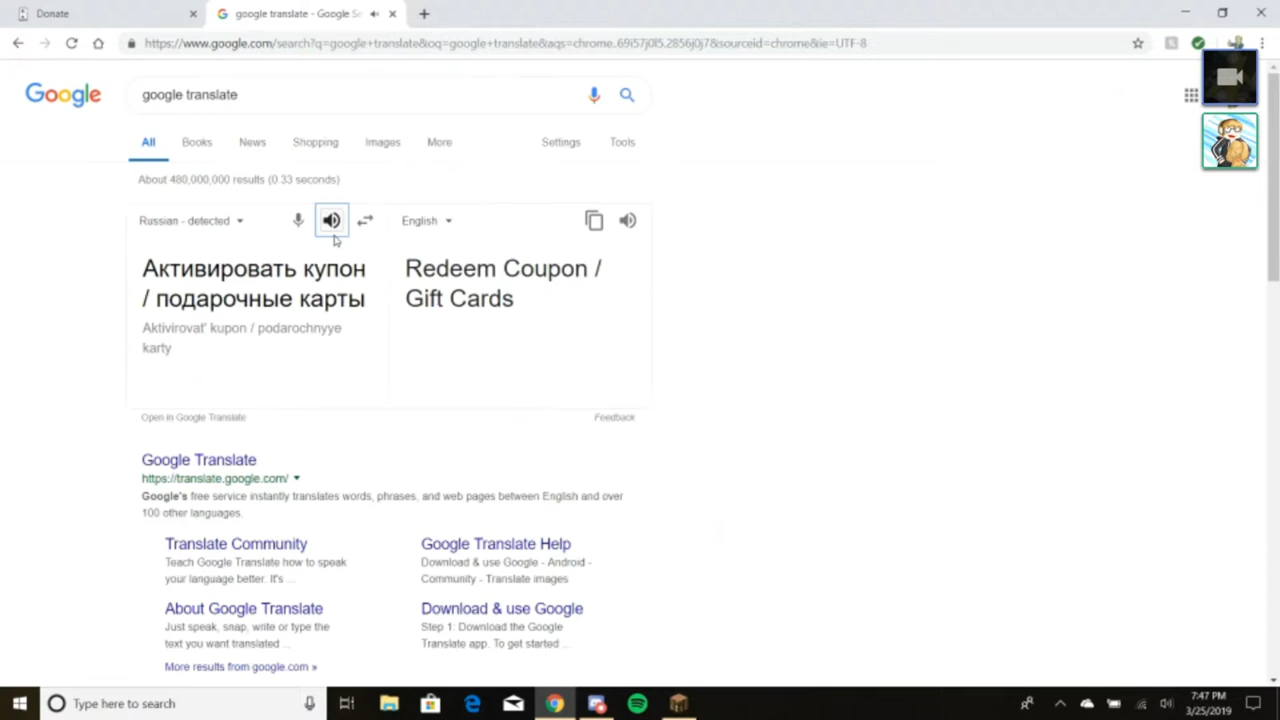 Donate
google translate - Google Se
https://www.google.com/search?q=google+translate&oq=google+translate&aqs=chrome..69i57j0l5.2856j0j7&sourceid=chrome&ie=UTF-8
Google
google translate
All Books News Shopping Images More Settings Tools
About 480,000,000 results (0.33 seconds)
Russian - detected
English
Активировать купон
/ подарочные карты
Aktivirovat' kupon / podarochnyye
karty
Redeem Coupon /
Gift Cards
Open in Google Translate
Feedback
Google Translate
https://translate.google.com/
Google's free service instantly translates words, phrases, and web pages between English and over
100 other languages.
Translate Community
Teach Google Translate how to speak
your language better. It's ...
Google Translate Help
Download & use Google - Android -
Community - Translate images
About Google Translate
Just speak, snap, write or type the
text you want translated ...
Download & use Google
Step 1: Download the Google
Translate app. To get started ...
More results from google.com »
Type here to search
7:47 PM
3/25/2019